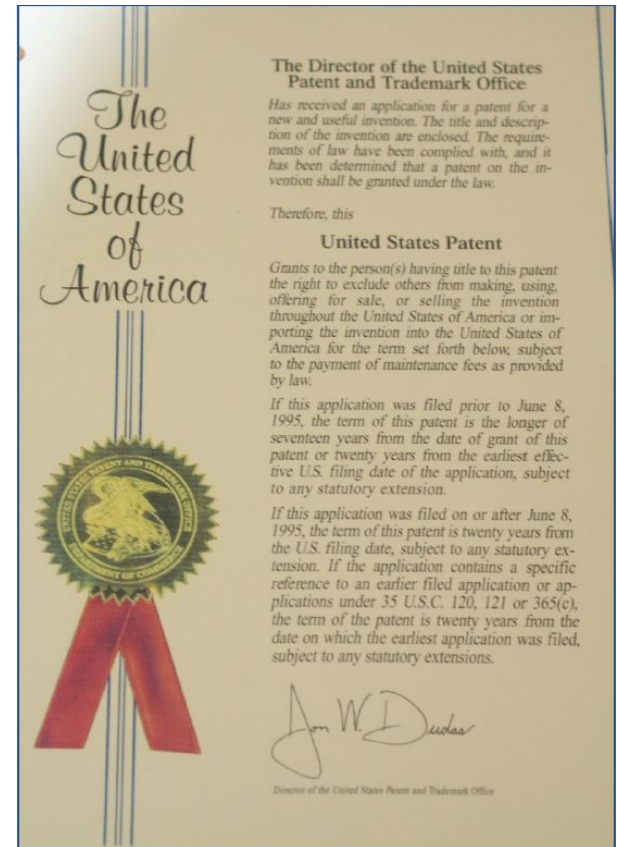 The
United
States
of
America
The Director of the United States
Patent and Trademark Office
Has received an application for a patent for a
new and useful invention. The title and descrip-
tion of the invention are enclosed. The require-
ments of law have been complied with, and it
has been determined that a patent on the in-
vention shall be granted under the law.
Therefore, this
United States Patent
Grants to the person(s) having title to this patent
the right to exclude others from making, using,
offering for sale, or selling the invention
throughout the United States of America or im-
porting the invention into the United States of
America for the term set forth below, subject
to the payment of maintenance fees as provided
by law.
If this application was filed prior to June 8,
1995, the term of this patent is the longer of
seventeen years from the date of grant of this
patent or twenty years from the earliest effec-
tive U.S. filing date of the application, subject
to any statutory extension.
If this application was filed on or after June 8,
1995, the term of this patent is twenty years from
the U.S. filing date, subject to any statutory ex-
tension. If the application contains a specific
reference to an earlier filed application or ap-
plications under 35 U.S.C. 120, 121 or 365(c),
the term of the patent is twenty years from the
date on which the earliest application was filed,
subject to any statutory extensions.
UNITED STATES PATENT AND TRADEMARK OFFICE
DEPARTMENT OF COMMERCE
Jon W. Dudas
Director of the United States Patent and Trademark Office